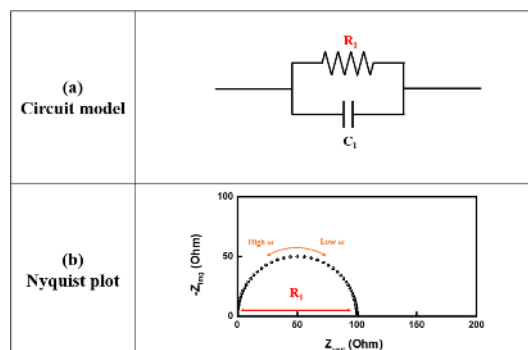 (a)
Circuit model
R1
C1
(b)
Nyquist plot
-Zimg (Ohm)
100
50
0
High ω
Low ω
R1
0
50
100
150
200
(Ohm)